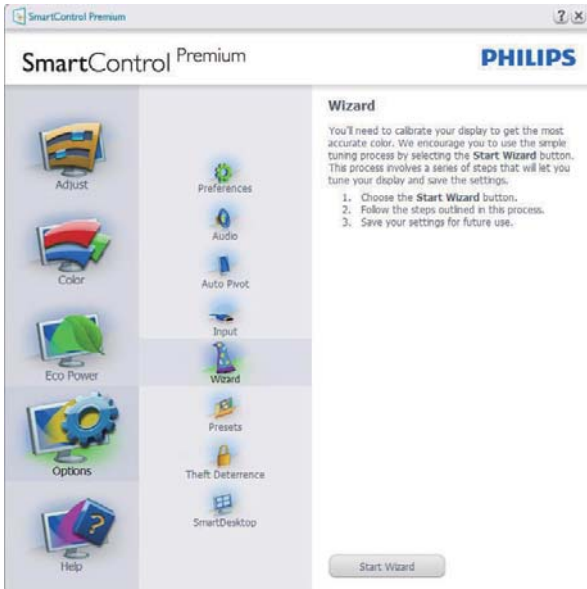 SmartControl Premium
SmartControl Premium
PHILIPS
Adjust
Color
Eco Power
Options
Help
Preferences
Audio
Auto Pivot
Input
Wizard
Presets
Theft Deterrence
SmartDesktop
Wizard
You'll need to calibrate your display to get the most
accurate color. We encourage you to use the simple
tuning process by selecting the Start Wizard button.
This process involves a series of steps that will let you
tune your display and save the settings.
1. Choose the Start Wizard button.
2. Follow the steps outlined in this process.
3. Save your settings for future use.
Start Wizard